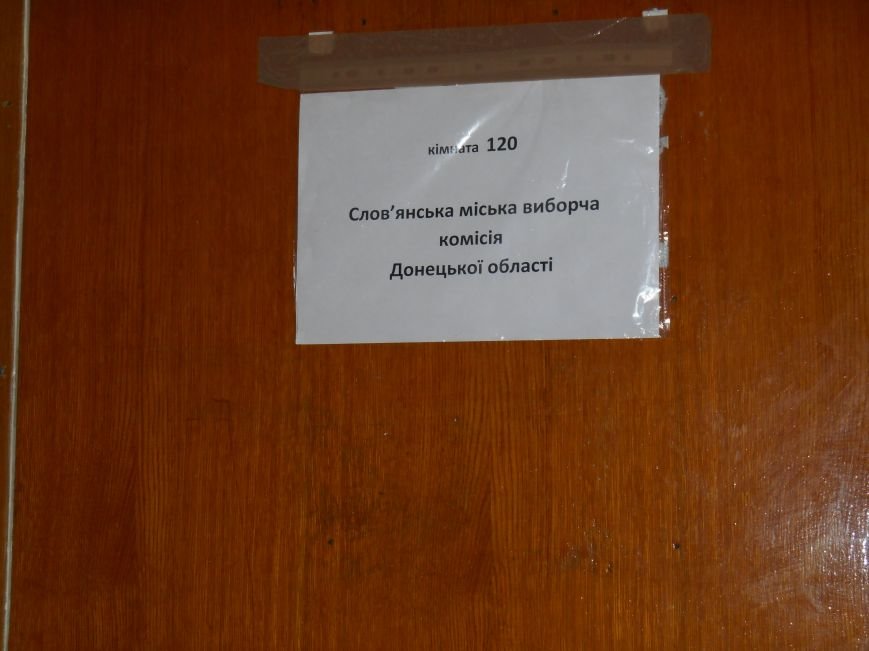 кімната 120
Слов’янська міська виборча
комісія
Донецької області